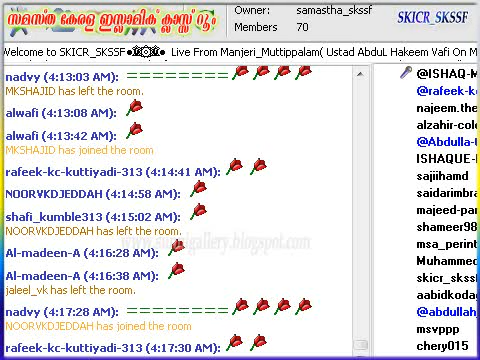 സമസ്ത കേരള ഇസ്ലാമിക് ക്ലാസ്സ് റൂം
Owner: samastha_skssf
Members 70
SKICR_SKSSF
Welcome to SKICR_SKSSF Live From Manjeri_Muttippalam( Ustad AbduL Hakeem Vafi On M
nadvy (4:13:03 AM): =========
MKSHAJID has left the room.
alwafi (4:13:08 AM):
alwafi (4:13:42 AM):
MKSHAJID has joined the room
rafeek-kc-kuttiyadi-313 (4:14:41 AM):
NOORVKDJEDDAH (4:14:58 AM):
shafi_kumble313 (4:15:02 AM):
NOORVKDJEDDAH has left the room.
Al-madeen-A (4:16:28 AM):
Al-madeen-A (4:16:38 AM):
jaleel_vk has left the room.
nadvy (4:17:28 AM): =========
NOORVKDJEDDAH has joined the room
rafeek-kc-kuttiyadi-313 (4:17:30 AM):
@ISHAQ-M
@rafeek-kc
najeem.the
alzahir-colo
@Abdulla-U
ISHAQUE-I
sajiihamd
saidarimbra
majeed-pan
shameer98
msa_perint
Muhammed
skicr_skssf
aabidkodag
@abdullah
msvppp
chery015